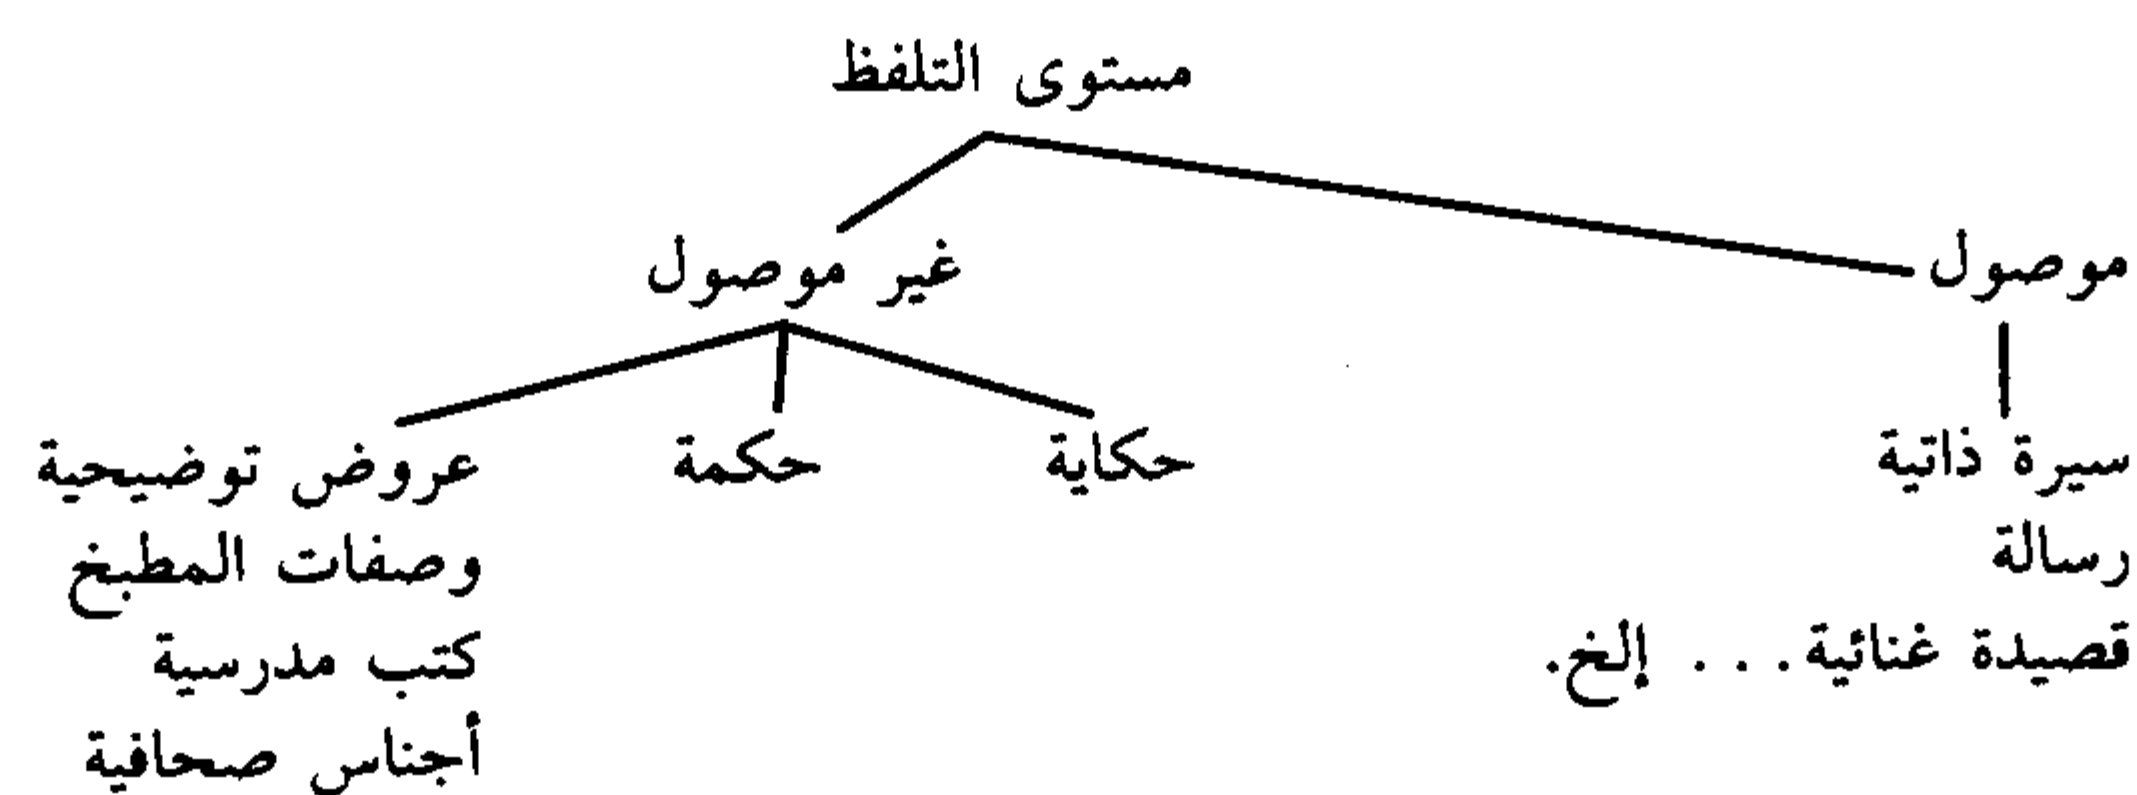 مستوى التلفظ
موصول
غير موصول
سيرة ذاتية
حكاية
حكمة
عروض توضيحية
رسالة
وصفات المطبخ
قصيدة غنائية... إلخ.
كتب مدرسية
أجناس صحافية